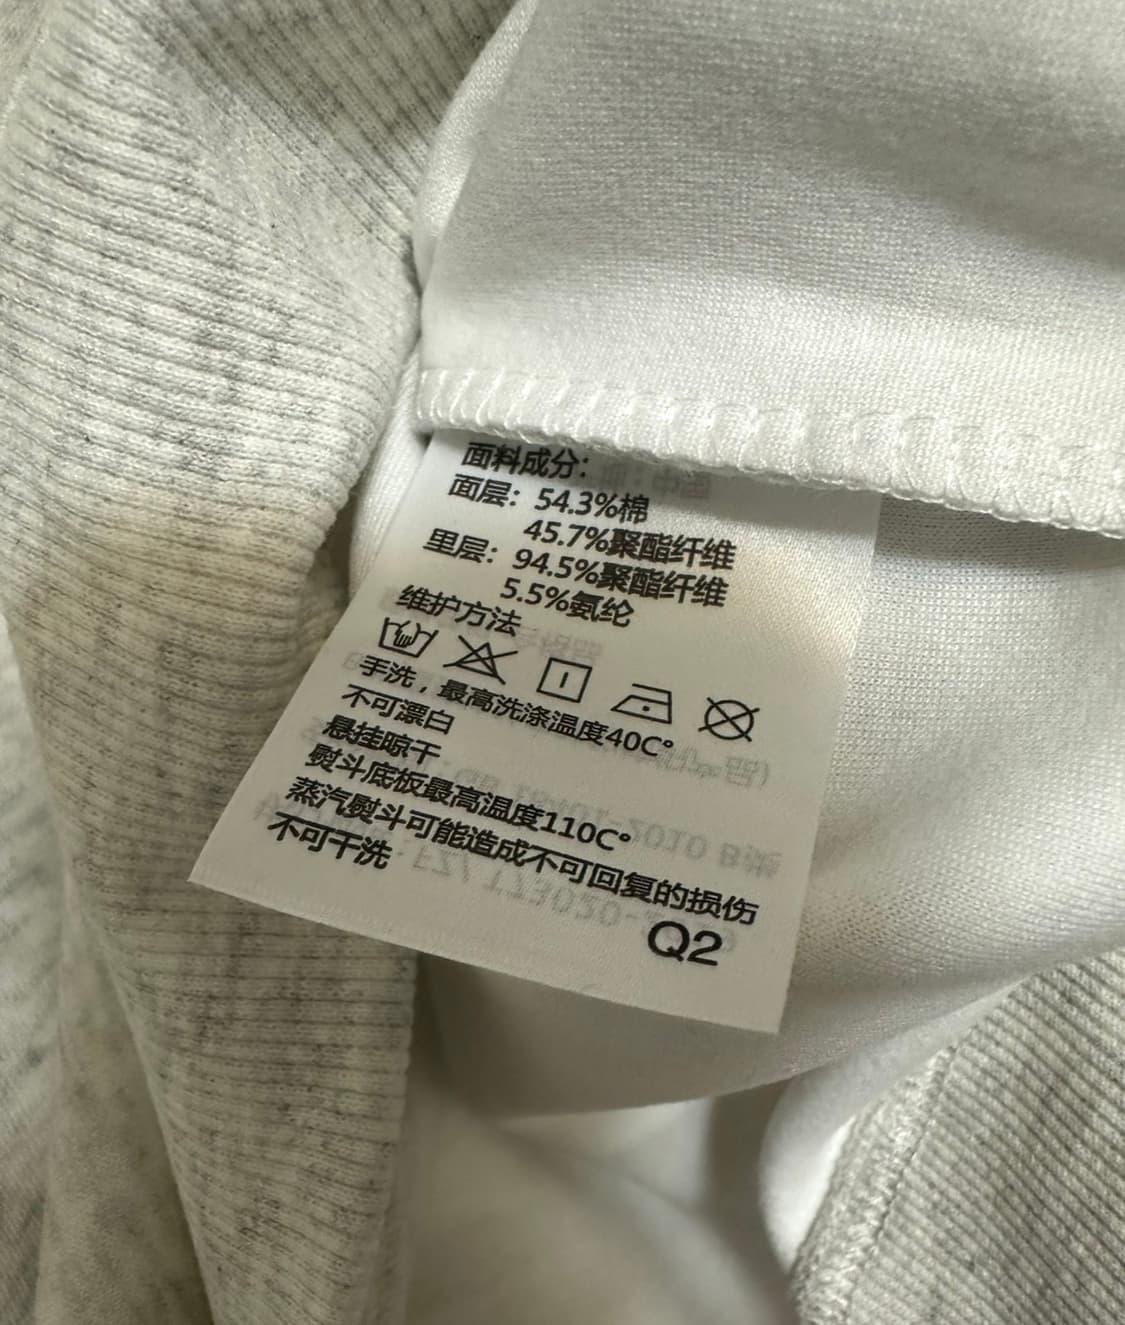 面料成分：
面层：54.3%棉
45.7%聚酯纤维
里层：94.5%聚酯纤维
5.5%氨纶
维护方法
手洗，最高洗涤温度40C°
不可漂白
悬挂晾干
熨斗底板最高温度110C°
蒸汽熨斗可能造成不可回复的损伤
不可干洗
Q2